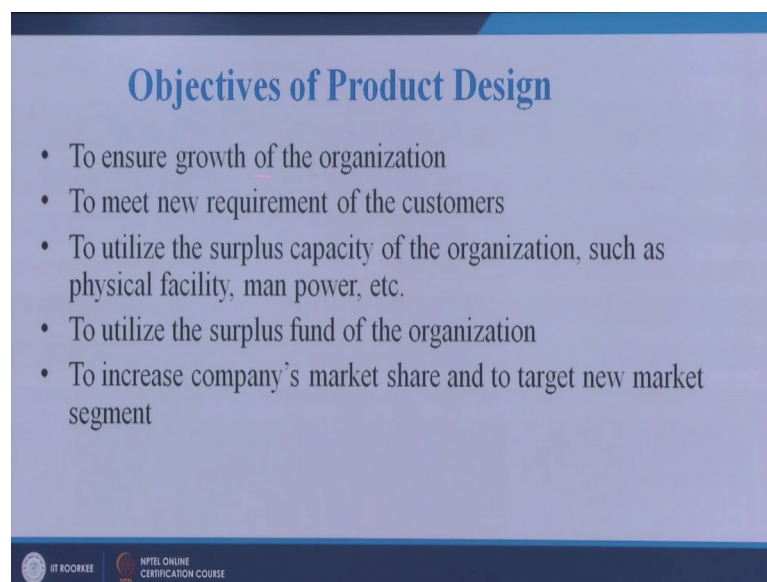 Objectives of Product Design
• To ensure growth of the organization
• To meet new requirement of the customers
• To utilize the surplus capacity of the organization, such as
physical facility, man power, etc.
• To utilize the surplus fund of the organization
• To increase company's market share and to target new market
segment
IIT ROORKEE
NPTEL ONLINE
CERTIFICATION COURSE